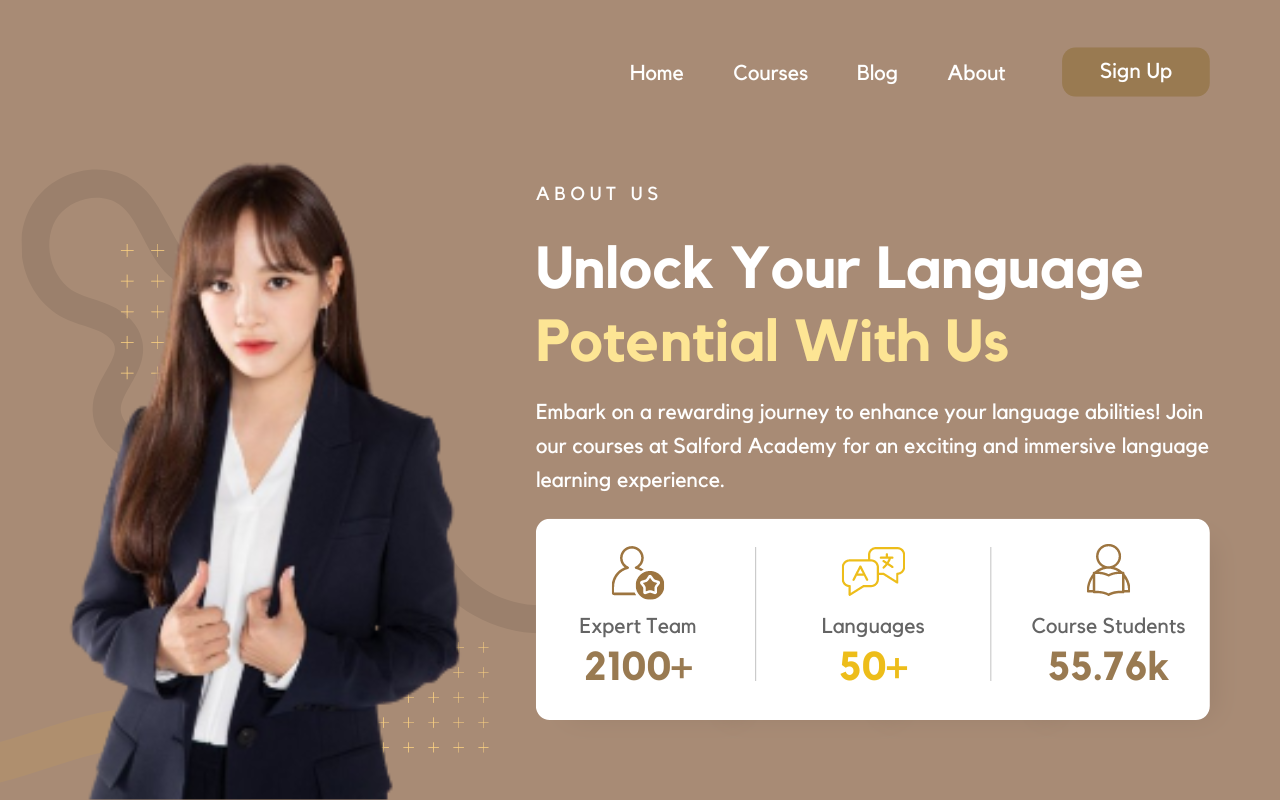 Home Courses Blog About Sign Up
ABOUT US
Unlock Your Language
Potential With Us
Embark on a rewarding journey to enhance your language abilities! Join
our courses at Salford Academy for an exciting and immersive language
learning experience.
A 文
Expert Team Languages Course Students
2100+ 50+ 55.76k